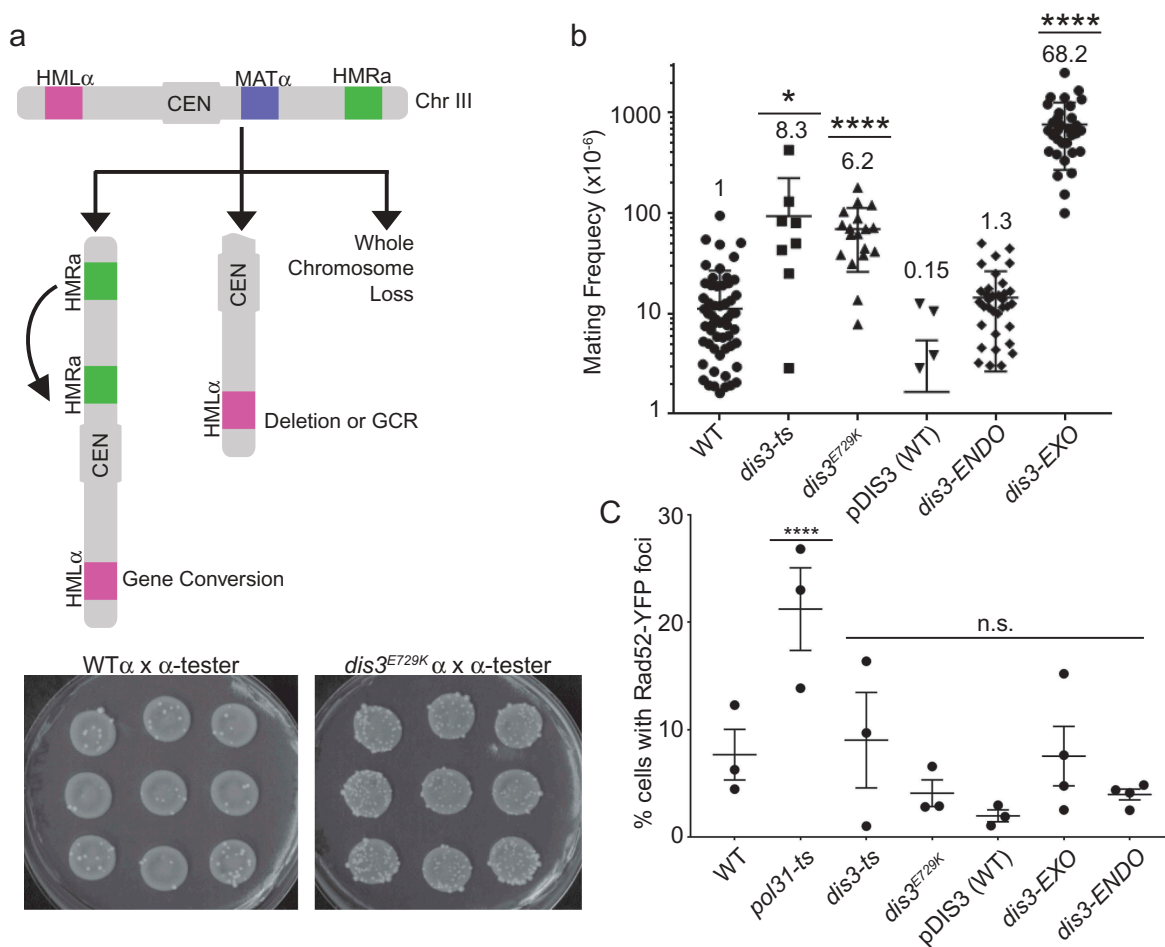 a
HMLα
CEN
MATα
HMRa
Chr III
HMRa
HMRa
CEN
HMLα
Gene Conversion
CEN
HMLα
Deletion or GCR
Whole
Chromosome
Loss
WTα x α-tester
dis3E729K α x α-tester
b
Mating Frequecy (x10-6)
1000
100
10
1
1
*
8.3
****
6.2
0.15
1.3
****
68.2
WT
dis3-ts
dis3E729K
pDIS3 (WT)
dis3-ENDO
dis3-EXO
C
% cells with Rad52-YFP foci
30
20
10
0
****
n.s.
WT
pol31-ts
dis3-ts
dis3E729K
pDIS3 (WT)
dis3-EXO
dis3-ENDO